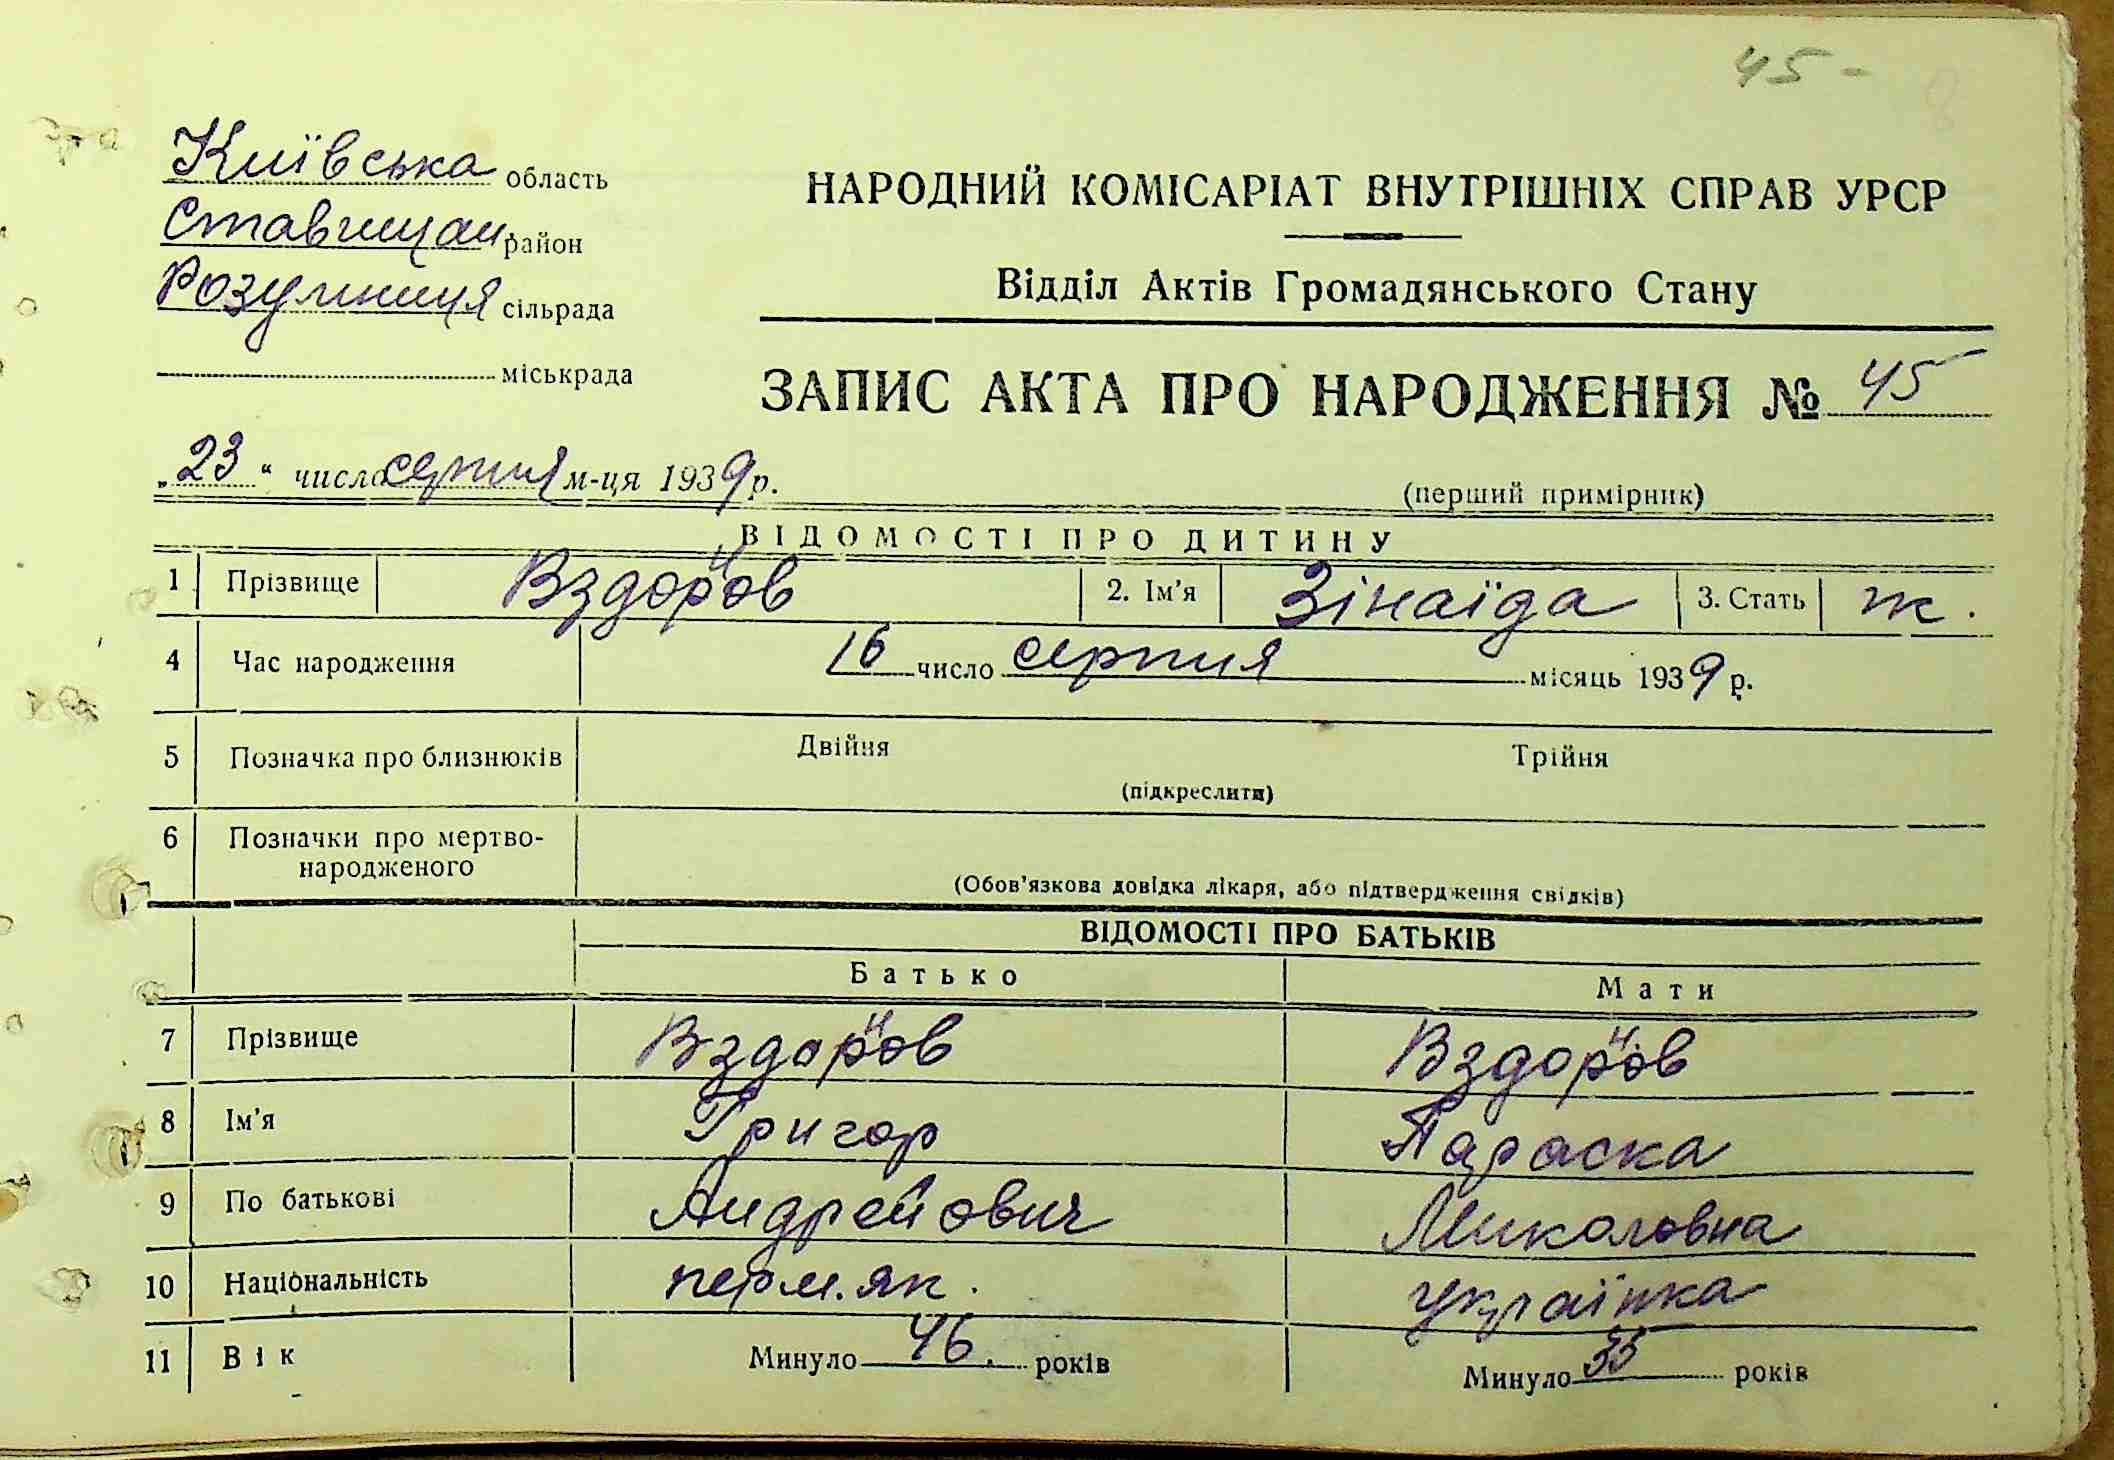 45 -
Київська область
Ставищан. район
Розумниця сільрада
міськрада
НАРОДНИЙ КОМІСАРІАТ ВНУТРІШНІХ СПРАВ УРСР
Відділ Актів Громадянського Стану
ЗАПИС АКТА ПРО НАРОДЖЕННЯ № 45
„23“ число серпня м-ця 1939 р.
(перший примірник)
ВІДОМОСТІ ПРО ДИТИНУ
1 Прізвище Вздоров 2. Ім'я Зінаїда 3. Стать ж.
4 Час народження 16 число серпня місяць 1939 р.
5 Позначка про близнюків Двійня Трійня
(підкреслити)
6 Позначки про мертво-
народженого
(Обов'язкова довідка лікаря, або підтвердження свідків)
ВІДОМОСТІ ПРО БАТЬКІВ
Батько Мати
7 Прізвище Вздоров Вздоров
8 Ім'я Григор Параска
9 По батькові Андрейович Миколовна
10 Національність перм.як. українка
11 Вік Минуло 46. років Минуло 35 років